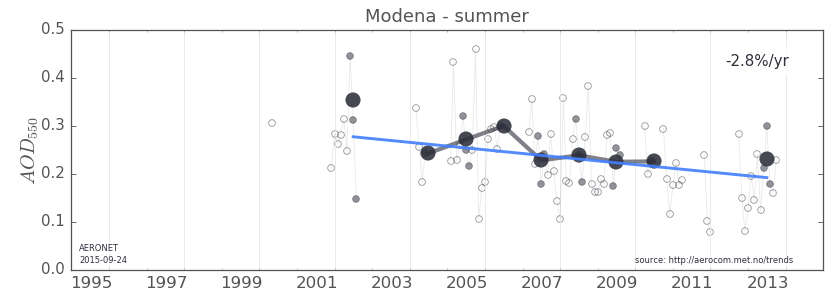 Modena - summer
0.5
-2.8%/yr
0.4
0.3
AOD550
0.2
0.1
AERONET
2015-09-24
source: http://aerocom.met.no/trends
0.0
1995 1997 1999 2001 2003 2005 2007 2009 2011 2013